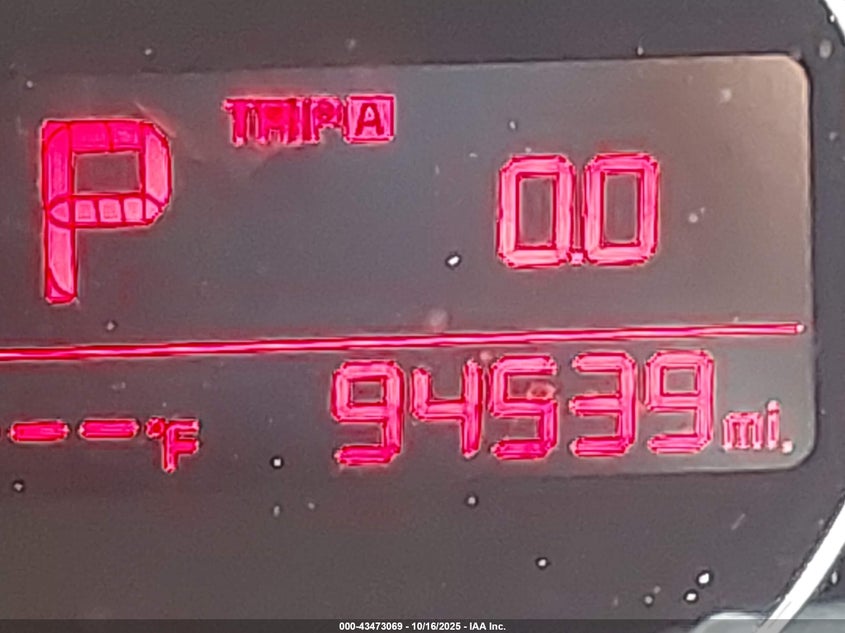 P TRIP A
0.0
94539 mi.
--°F
000-43473069 - 10/16/2025 - IAA Inc.